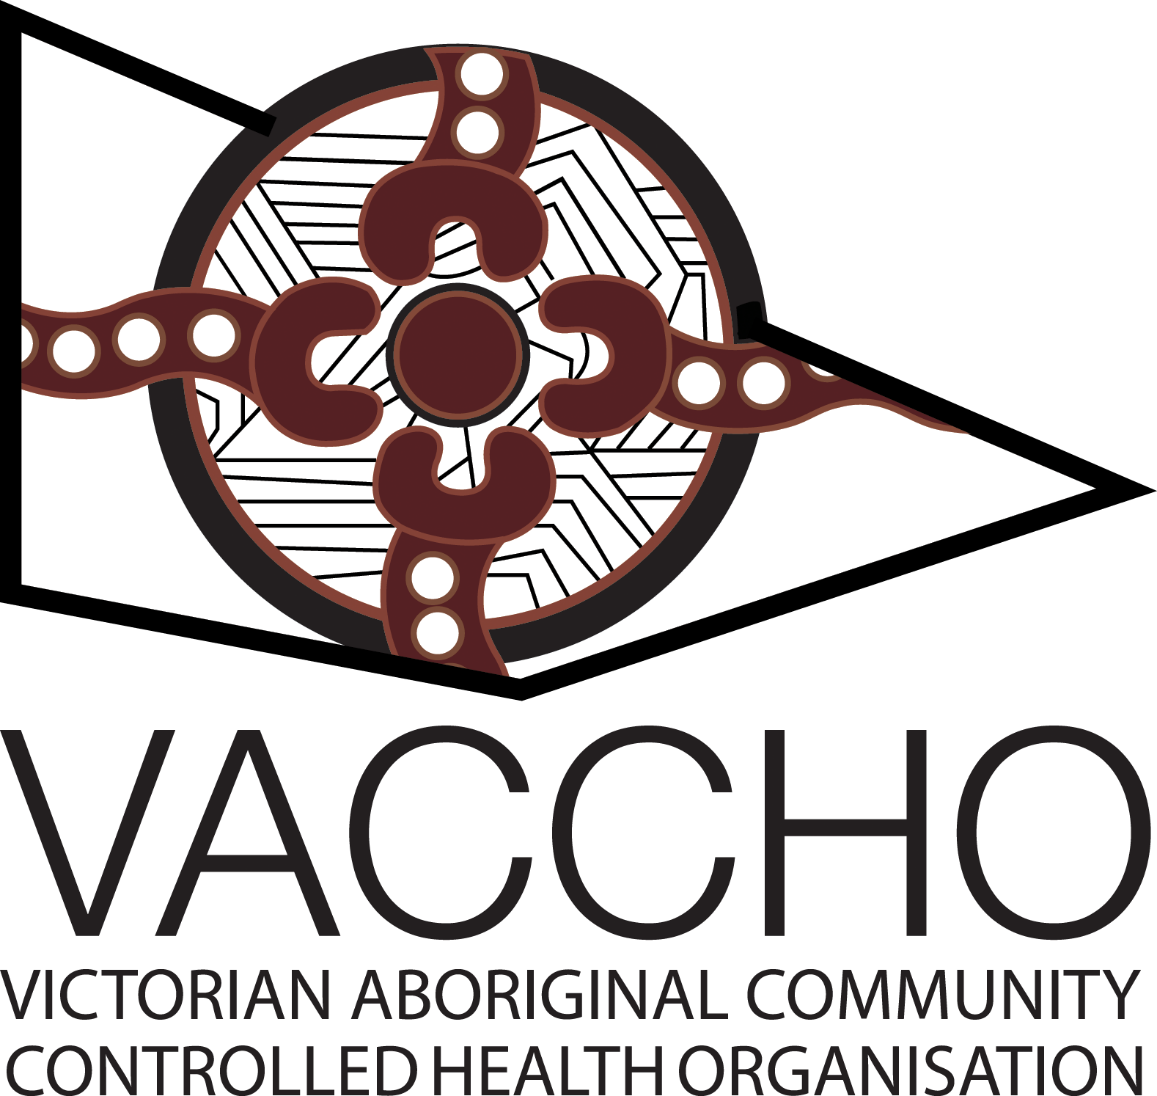 VACCHO
VICTORIAN ABORIGINAL COMMUNITY
CONTROLLED HEALTH ORGANISATION